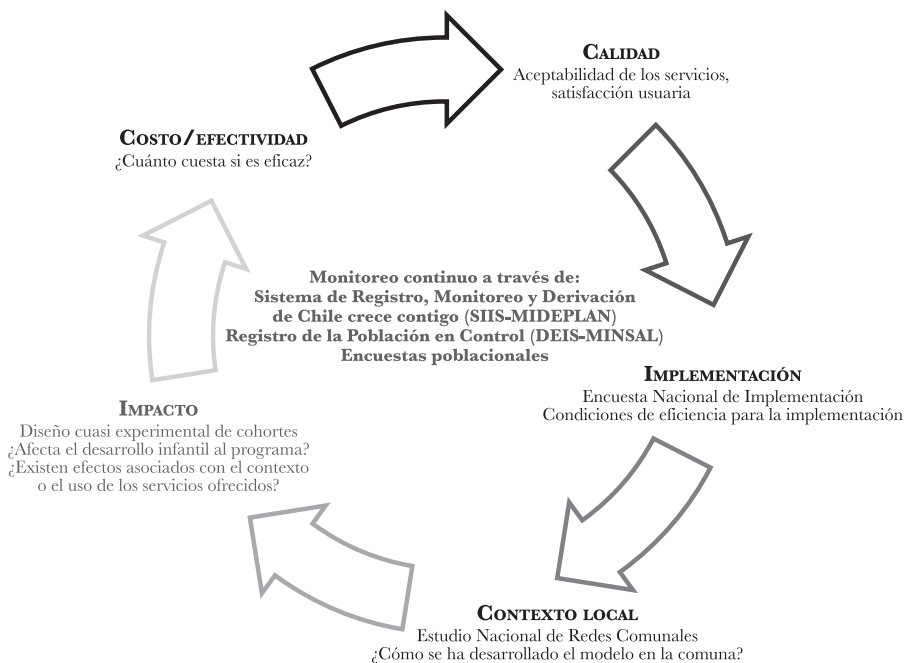 Calidad
Aceptabilidad de los servicios,
satisfacción usuaria
Costo/efectividad
¿Cuánto cuesta si es eficaz?
Monitoreo continuo a través de:
Sistema de Registro, Monitoreo y Derivación
de Chile crece contigo (SIIS-MIDEPLAN)
Registro de la Población en Control (DEIS-MINSAL)
Encuestas poblacionales
Implementación
Encuesta Nacional de Implementación
Condiciones de eficiencia para la implementación
Contexto local
Estudio Nacional de Redes Comunales
¿Cómo se ha desarrollado el modelo en la comuna?
Impacto
Diseño cuasi experimental de cohortes
¿Afecta el desarrollo infantil al programa?
¿Existen efectos asociados con el contexto
o el uso de los servicios ofrecidos?